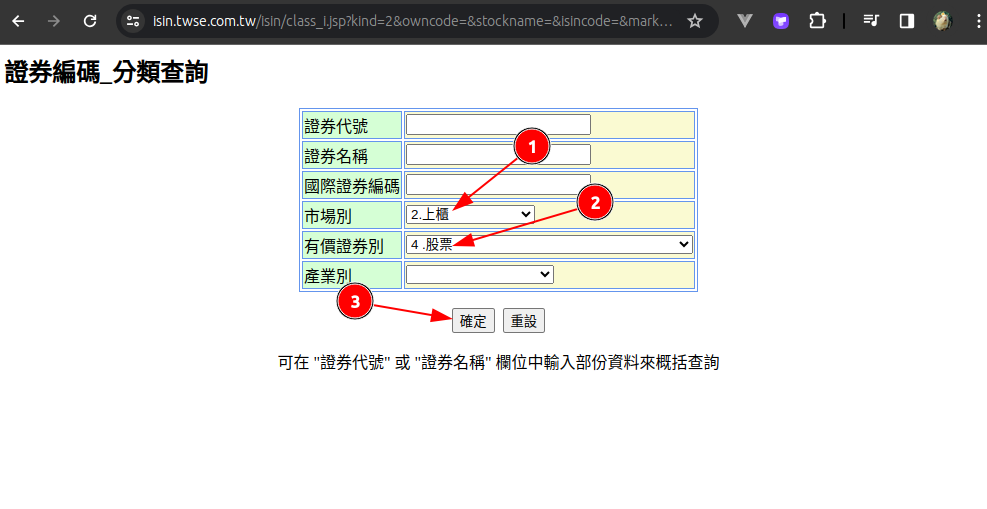 isin.twse.com.tw/isin/class_i.jsp?kind=2&owncode=&stockname=&isincode=&mark...
證券編碼_分類查詢
證券代號
1
證券名稱
國際證券編碼
2
市場別 2.上櫃
有價證券別 4 .股票
產業別
3
確定 重設
可在 "證券代號" 或 "證券名稱" 欄位中輸入部份資料來概括查詢